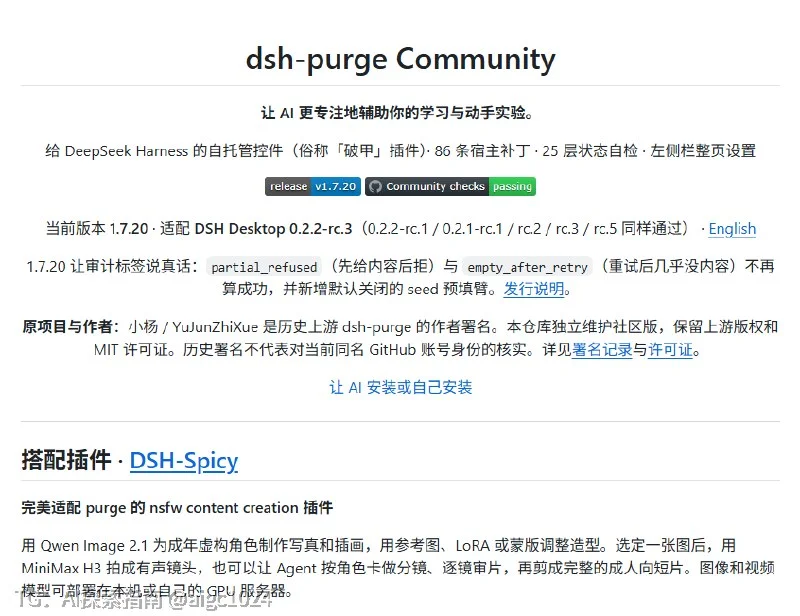 dsh-purge Community
让 AI 更专注地辅助你的学习与动手实验。
给 DeepSeek Harness 的自托管控件（俗称「破甲」插件）· 86 条宿主补丁 · 25 层状态自检 · 左侧栏整页设置
release v1.7.20 Community checks passing
当前版本 1.7.20 · 适配 DSH Desktop 0.2.2-rc.3（0.2.2-rc.1 / 0.2.1-rc.1 / rc.2 / rc.3 / rc.5 同样通过） · English
1.7.20 让审计标签说真话：partial_refused（先给内容后拒）与 empty_after_retry（重试后几乎没内容）不再
算成功，并新增默认关闭的 seed 预填臂。发行说明。
原项目与作者：小杨 / YuJunZhiXue 是历史上游 dsh-purge 的作者署名。本仓库独立维护社区版，保留上游版权和
MIT 许可证。历史署名不代表对当前同名 GitHub 账号身份的核实。详见署名记录与许可证。
让 AI 安装或自己安装
搭配插件 · DSH-Spicy
完美适配 purge 的 nsfw content creation 插件
用 Qwen Image 2.1 为成年虚构角色制作写真和插画，用参考图、LoRA 或蒙版调整造型。选定一张图后，用
MiniMax H3 拍成有声镜头，也可以让 Agent 按角色卡做分镜、逐镜审片，再剪成完整的成人向短片。图像和视频
模型可部署在本机或自己的 GPU 服务器。
TG：AI探索指南 @aigc1024